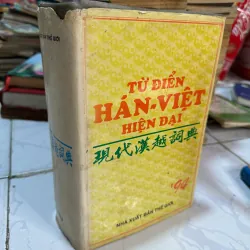 TỪ ĐIỂN
HÁN-VIỆT
HIỆN ĐẠI
現代漢越詞典
NHÀ XUẤT BẢN THẾ GIỚI